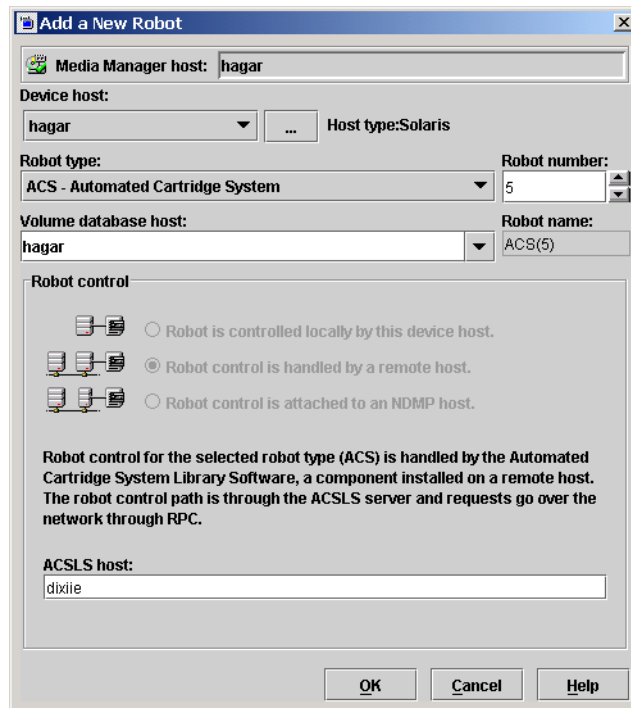 Add a New Robot
Media Manager host: hagar
Device host:
hagar ... Host type:Solaris
Robot type: Robot number:
ACS - Automated Cartridge System 5
Volume database host: Robot name:
hagar ACS(5)
Robot control
Robot is controlled locally by this device host.
Robot control is handled by a remote host.
Robot control is attached to an NDMP host.
Robot control for the selected robot type (ACS) is handled by the Automated
Cartridge System Library Software, a component installed on a remote host.
The robot control path is through the ACSLS server and requests go over the
network through RPC.
ACSLS host:
dixiie
OK Cancel Help